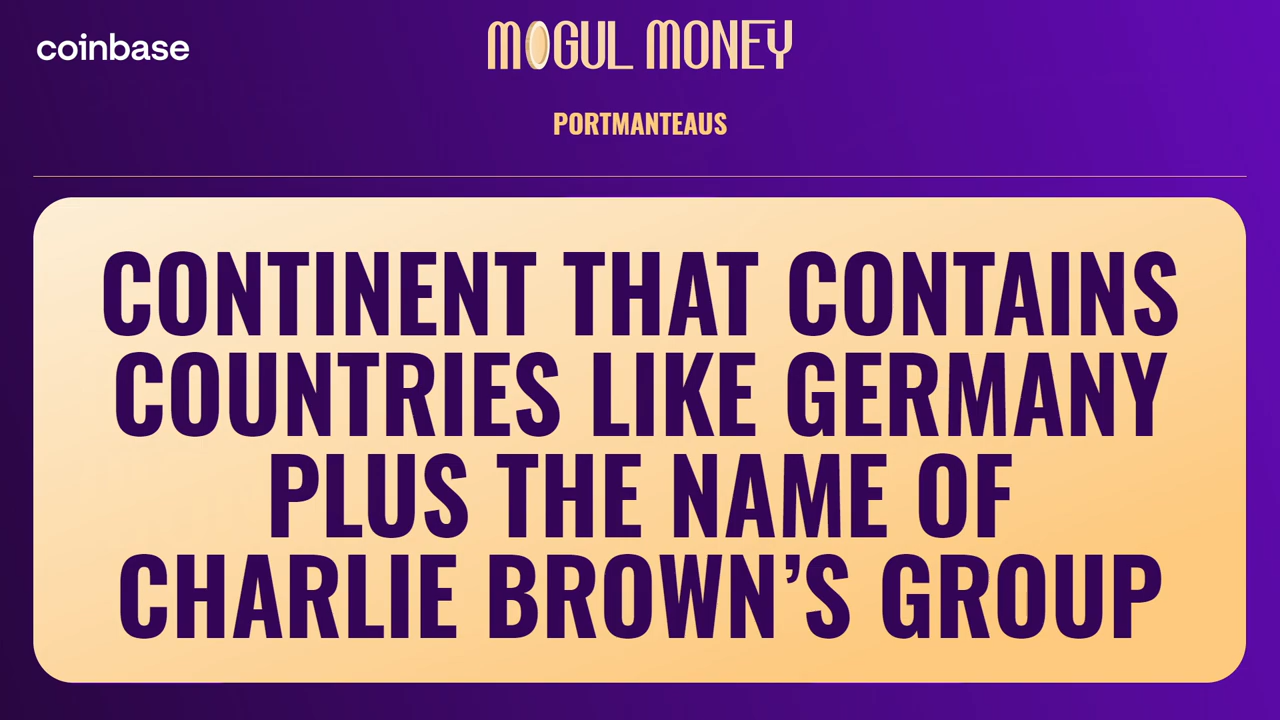 coinbase
MOGUL MONEY
PORTMANTEAUS
CONTINENT THAT CONTAINS
COUNTRIES LIKE GERMANY
PLUS THE NAME OF
CHARLIE BROWN’S GROUP